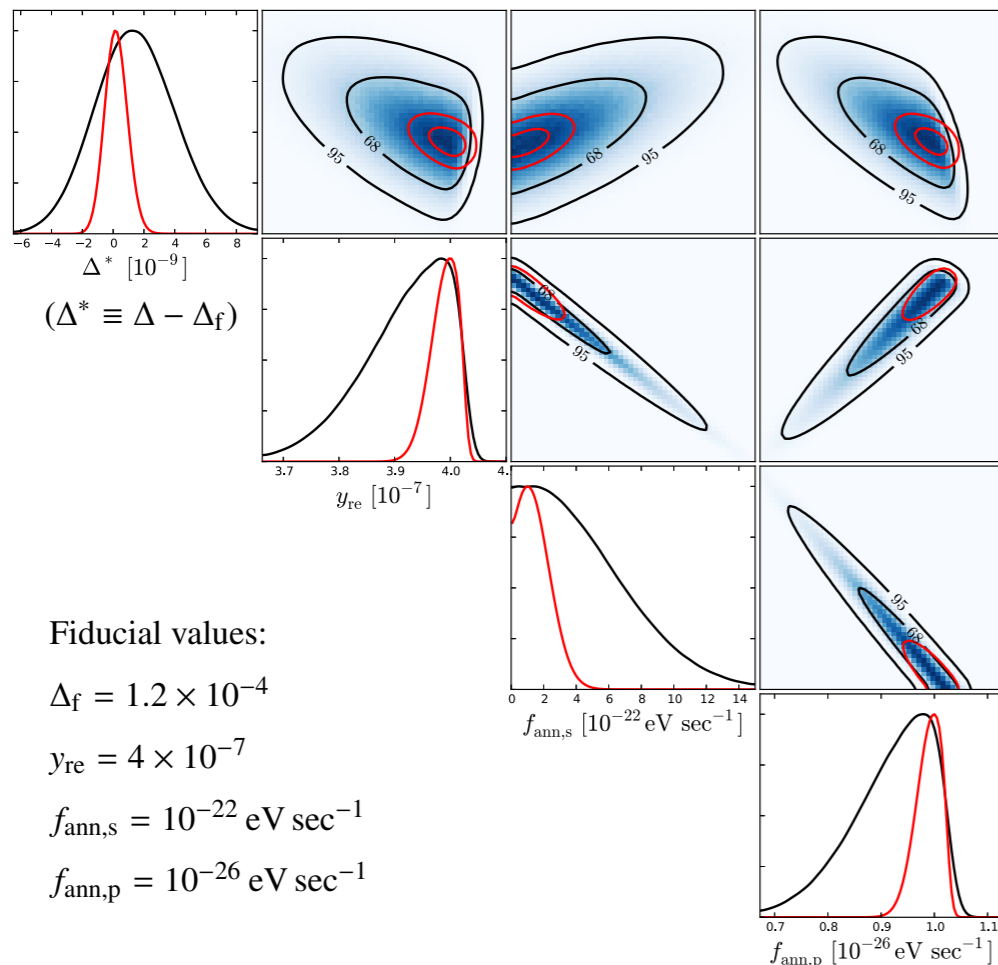 95
68
68
95
68
95
−6 −4 −2 0 2 4 6 8
Δ* [10⁻⁹]
(Δ* ≡ Δ − Δ_f)
68
95
68
95
3.7 3.8 3.9 4.0 4.
y_re [10⁻⁷]
95
68
0 2 4 6 8 10 12 14
f_ann,s [10⁻²² eV sec⁻¹]
Fiducial values:
Δ_f = 1.2 × 10⁻⁴
y_re = 4 × 10⁻⁷
f_ann,s = 10⁻²² eV sec⁻¹
f_ann,p = 10⁻²⁶ eV sec⁻¹
0.7 0.8 0.9 1.0 1.1
f_ann,p [10⁻²⁶ eV sec⁻¹]